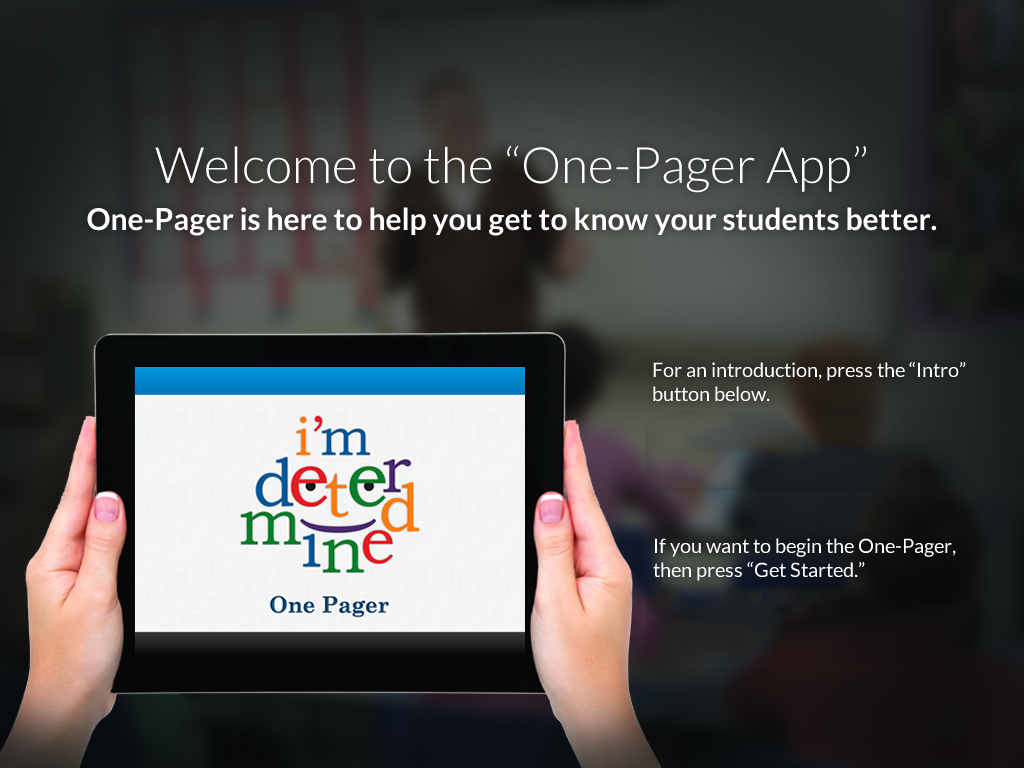 Welcome to the “One-Pager App”
One-Pager is here to help you get to know your students better.
i’m
deter
mined
One Pager
For an introduction, press the “Intro”
button below.
If you want to begin the One-Pager,
then press “Get Started.”